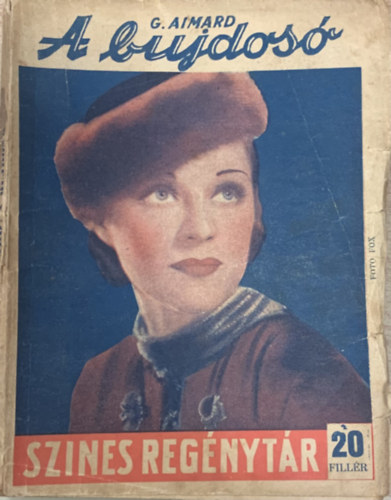 G. AIMARD
A bujdosó
FOTO FOX
SZINES REGÉNYTÁR
20
FILLÉR